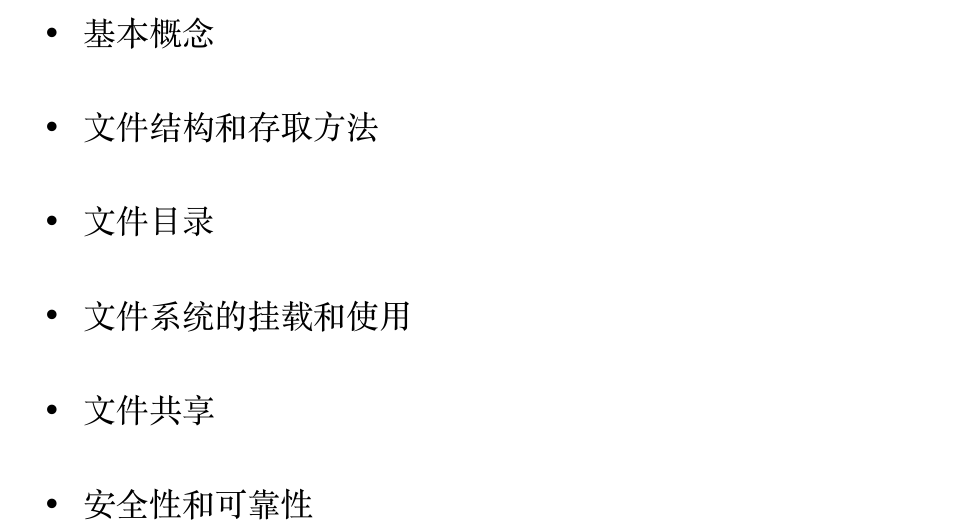 • 基本概念
• 文件结构和存取方法
• 文件目录
• 文件系统的挂载和使用
• 文件共享
• 安全性和可靠性